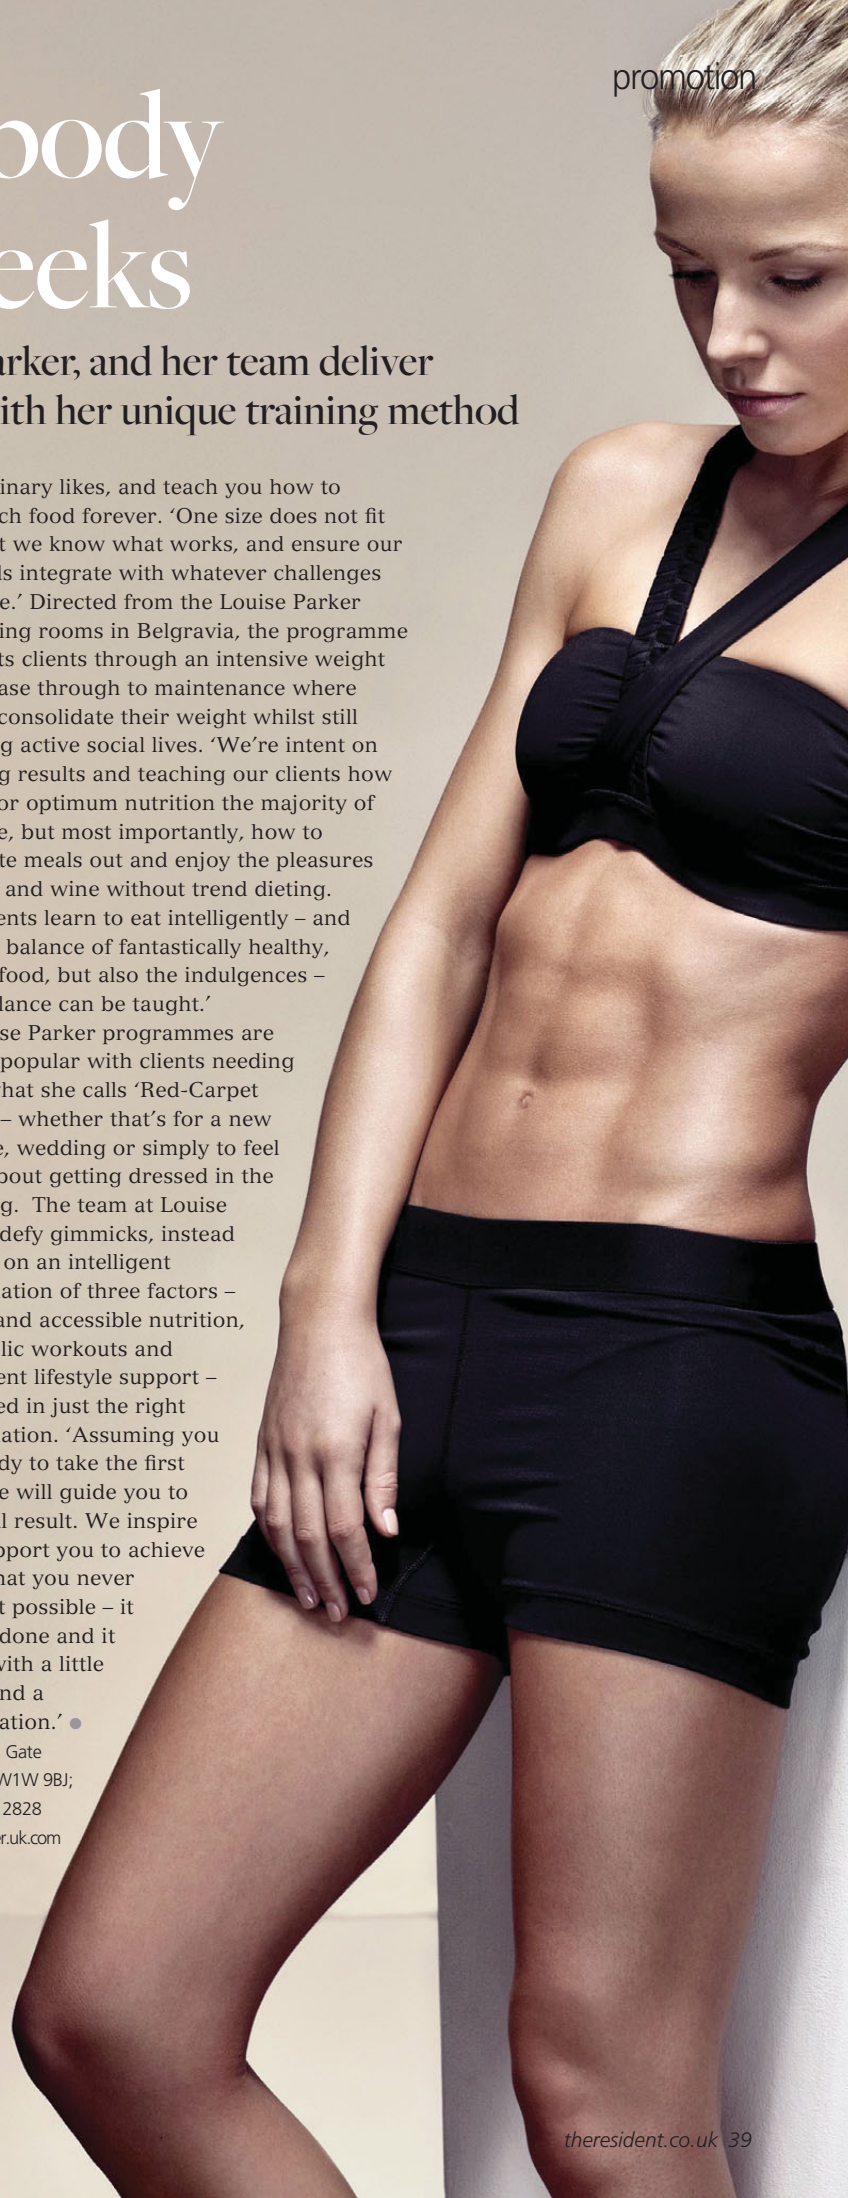 promotion
body
eeks
arker, and her team deliver
ith her unique training method
inary likes, and teach you how to
ch food forever. ‘One size does not fit
t we know what works, and ensure our
ls integrate with whatever challenges
e.’ Directed from the Louise Parker
ing rooms in Belgravia, the programme
ts clients through an intensive weight
ase through to maintenance where
consolidate their weight whilst still
g active social lives. ‘We’re intent on
g results and teaching our clients how
or optimum nutrition the majority of
e, but most importantly, how to
te meals out and enjoy the pleasures
and wine without trend dieting.
ents learn to eat intelligently – and
balance of fantastically healthy,
food, but also the indulgences –
lance can be taught.’
se Parker programmes are
popular with clients needing
hat she calls ‘Red-Carpet
– whether that’s for a new
e, wedding or simply to feel
bout getting dressed in the
g. The team at Louise
defy gimmicks, instead
on an intelligent
ation of three factors –
and accessible nutrition,
lic workouts and
ent lifestyle support –
ed in just the right
ation. ‘Assuming you
dy to take the first
e will guide you to
l result. We inspire
pport you to achieve
hat you never
t possible – it
done and it
with a little
nd a
ation.’
Gate
W1W 9BJ;
2828
r.uk.com
theresident.co.uk 39